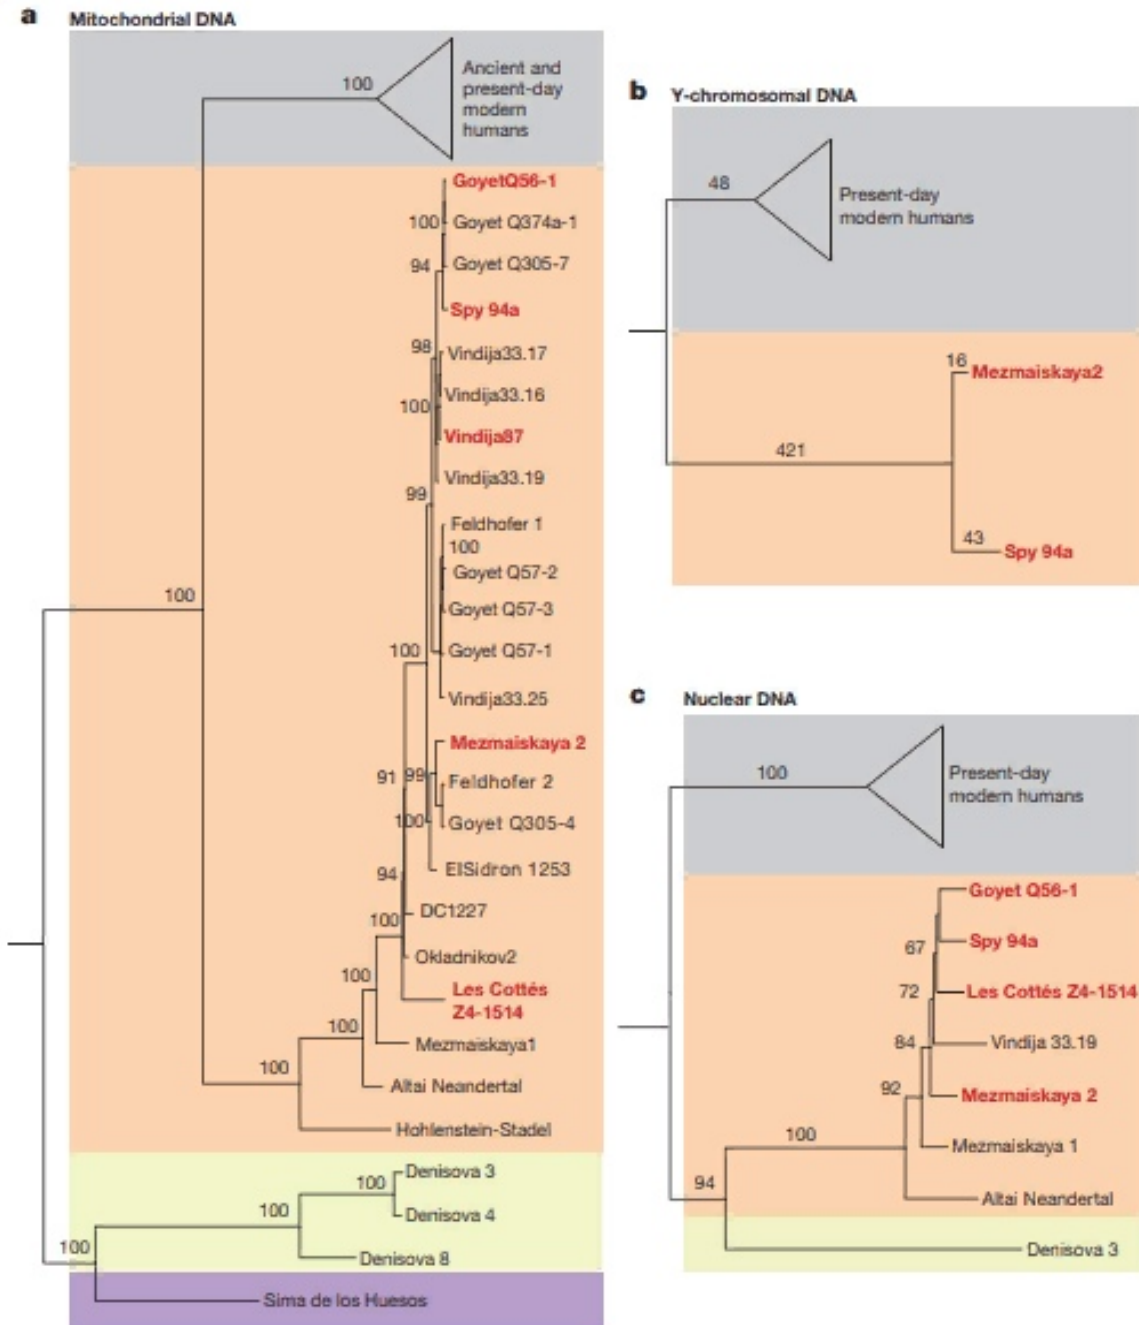 a Mitochondrial DNA
100
Ancient and
present-day
modern
humans
GoyetQ56-1
100
Goyet Q374a-1
94
Goyet Q305-7
Spy 94a
98
Vindija33.17
Vindija33.16
100
Vindija87
Vindija33.19
99
Feldhofer 1
100
Goyet Q57-2
Goyet Q57-3
100
Goyet Q57-1
Vindija33.25
Mezmaiskaya 2
91
99
Feldhofer 2
100
Goyet Q305-4
ElSidron 1253
94
DC1227
100
Okladnikov2
100
Les Cottés
Z4-1514
100
Mezmaiskaya1
100
Altai Neandertal
Hohlenstein-Stadel
100
Denisova 3
100
Denisova 4
100
Denisova 8
100
Sima de los Huesos
b Y-chromosomal DNA
48
Present-day
modern humans
16
Mezmaiskaya2
421
43
Spy 94a
c Nuclear DNA
100
Present-day
modern humans
Goyet Q56-1
67
Spy 94a
72
Les Cottés Z4-1514
84
Vindija 33.19
92
Mezmaiskaya 2
100
Mezmaiskaya 1
94
Altai Neandertal
Denisova 3